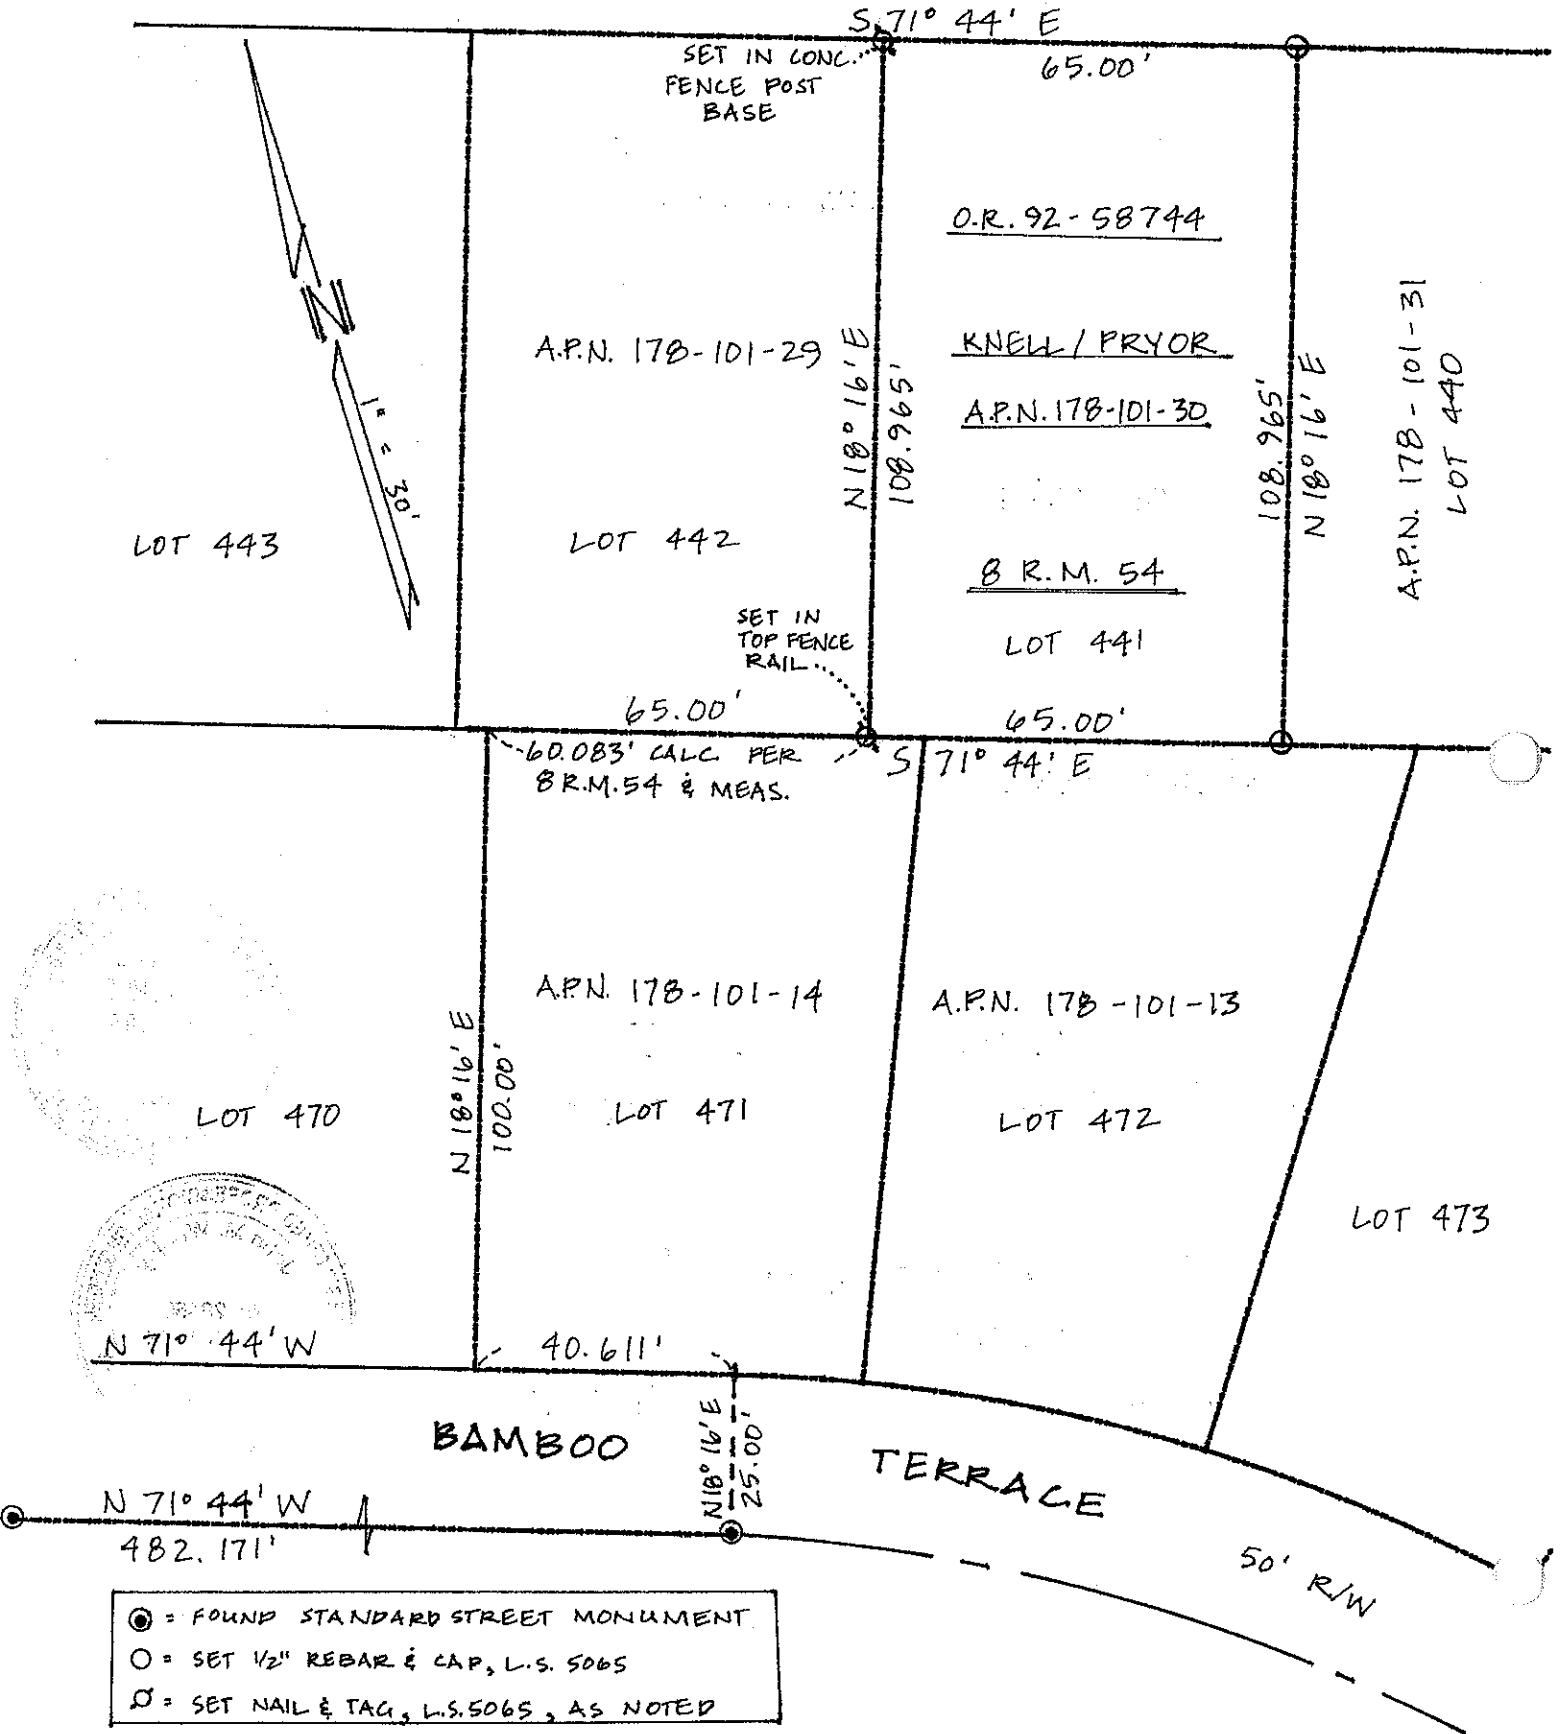 S 71° 44' E
SET IN CONC.
FENCE POST
BASE
65.00'
O.R. 92-58744
KNELL / PRYOR
A.P.N. 178-101-30
8 R.M. 54
LOT 441
A.P.N. 178-101-29
N 18° 16' E
108.965'
108.965'
N 18° 16' E
A.P.N. 178-101-31
LOT 440
N
1" = 30'
LOT 443
LOT 442
SET IN
TOP FENCE
RAIL
65.00'
65.00'
60.083' CALC. PER
8 R.M. 54 & MEAS.
S 71° 44' E
A.P.N. 178-101-14
A.P.N. 178-101-13
N 18° 16' E
100.00'
LOT 470
LOT 471
LOT 472
LOT 473
N 71° 44' W
40.611'
BAMBOO TERRACE
N 18° 16' E
25.00'
N 71° 44' W
482.171'
50' R/W
= FOUND STANDARD STREET MONUMENT
= SET 1/2" REBAR & CAP, L.S. 5065
= SET NAIL & TAG, L.S. 5065, AS NOTED